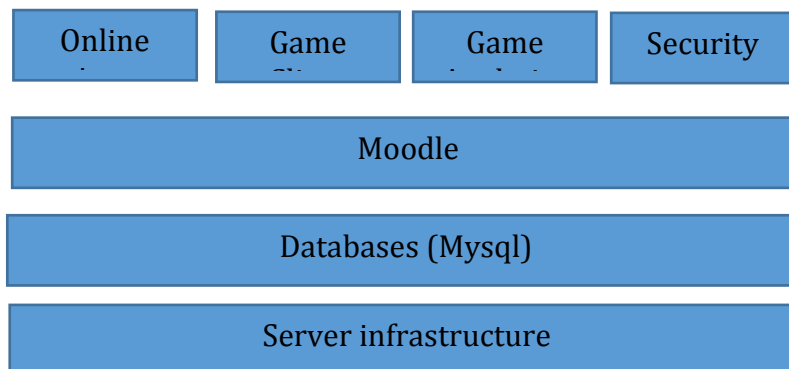 Online
Game
Game
Security
Moodle
Databases (Mysql)
Server infrastructure